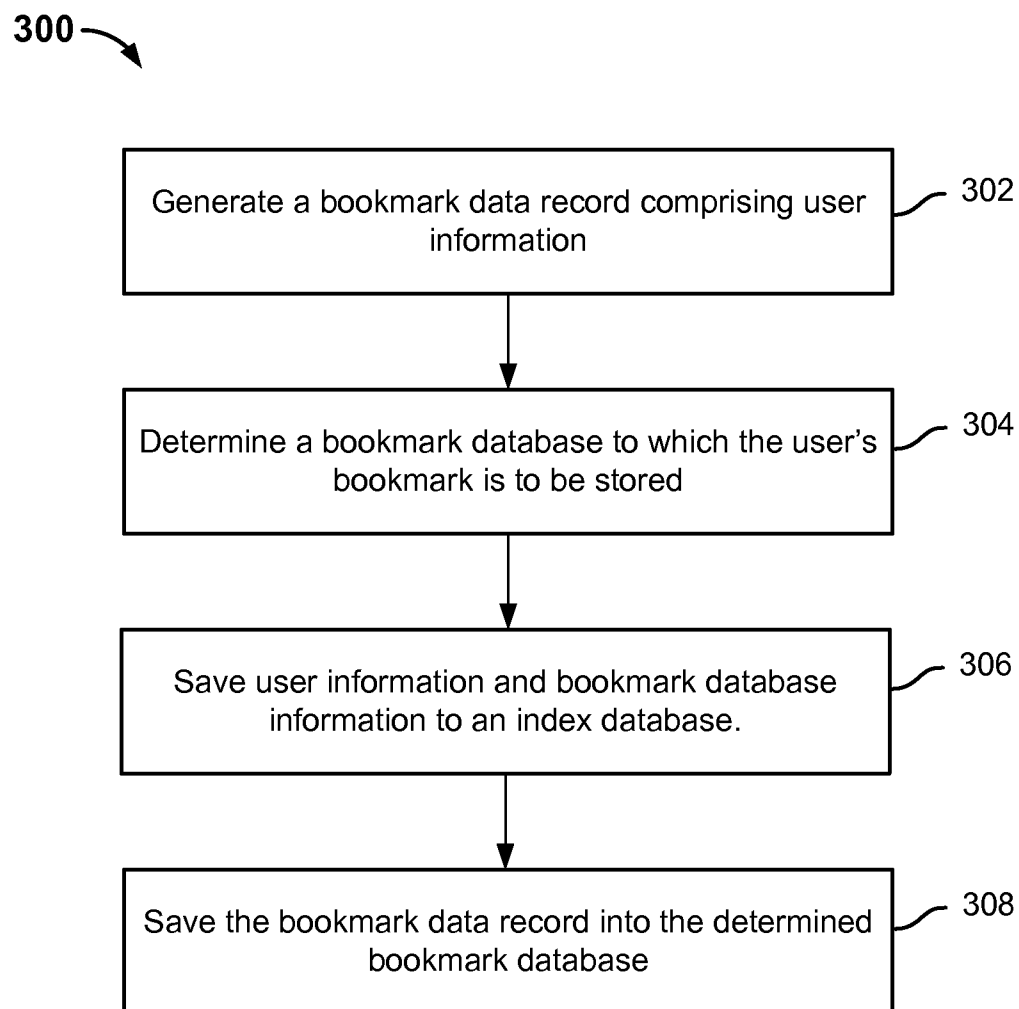 300
Generate a bookmark data record comprising user
information
302
Determine a bookmark database to which the user’s
bookmark is to be stored
304
Save user information and bookmark database
information to an index database.
306
Save the bookmark data record into the determined
bookmark database
308